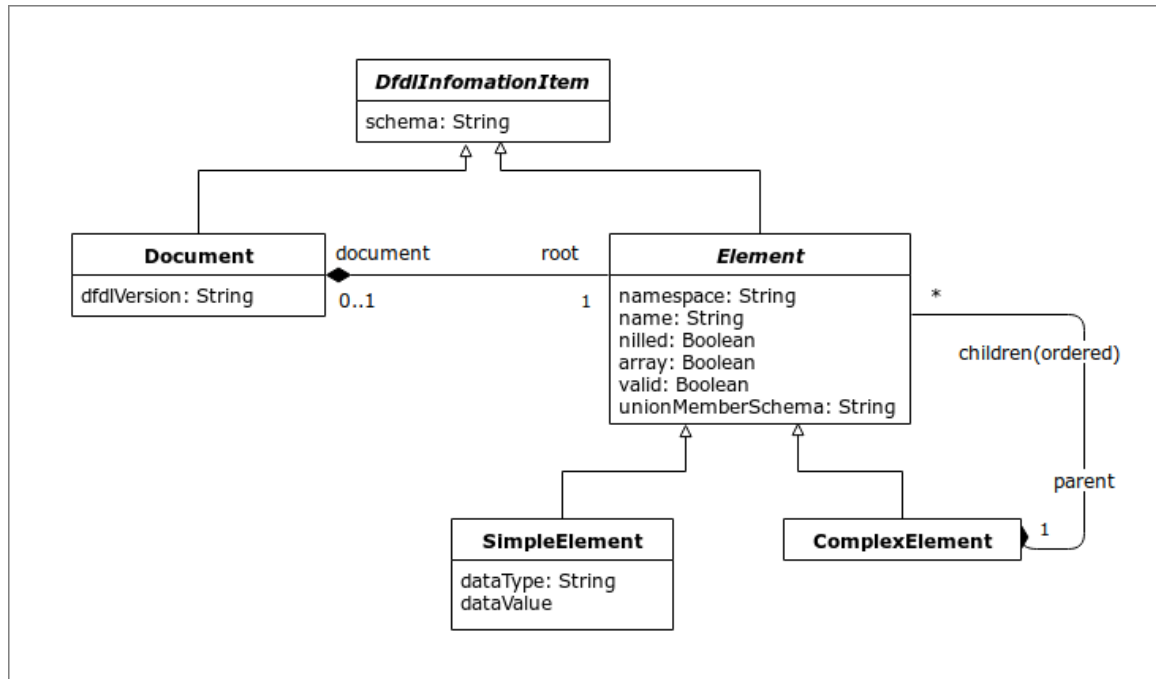 DfdlInfomationItem
schema: String
Document
dfdlVersion: String
document
root
0..1
1
Element
namespace: String
name: String
nilled: Boolean
array: Boolean
valid: Boolean
unionMemberSchema: String
*
children(ordered)
parent
1
SimpleElement
dataType: String
dataValue
ComplexElement